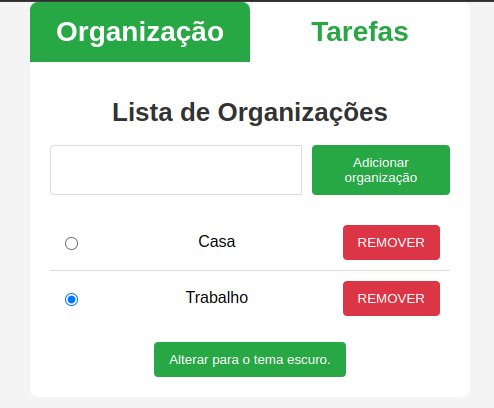 Organização
Tarefas
Lista de Organizações
Adicionar
organização
Casa
REMOVER
Trabalho
REMOVER
Alterar para o tema escuro.